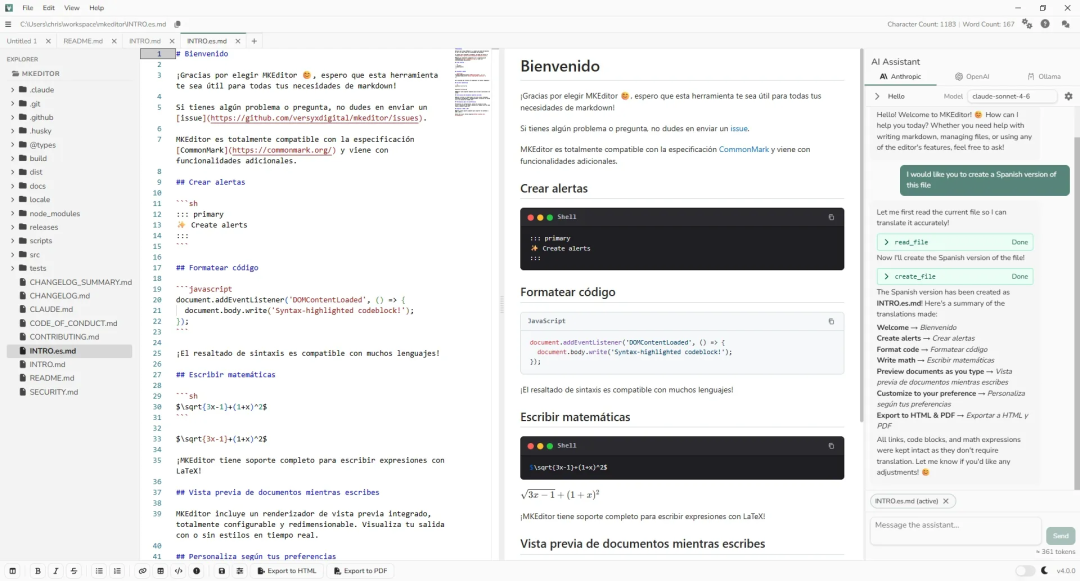 File Edit View Help
C:\Users\chris\workspace\mkeditor\INTRO.es.md
Character Count: 1183 | Word Count: 167
Untitled 1
README.md
INTRO.md
INTRO.es.md
EXPLORER
MKEDITOR
.claude
.git
.github
.husky
@types
build
dist
docs
locale
node_modules
releases
scripts
src
tests
CHANGELOG_SUMMARY.md
CHANGELOG.md
CLAUDE.md
CODE_OF_CONDUCT.md
CONTRIBUTING.md
INTRO.es.md
INTRO.md
README.md
SECURITY.md
1 # Bienvenido
2
3 ¡Gracias por elegir MKEditor 😊, espero que esta herramienta
te sea útil para todas tus necesidades de markdown!
4
5 Si tienes algún problema o pregunta, no dudes en enviar un
[issue](https://github.com/versyxdigital/mkeditor/issues).
6
7 MKEditor es totalmente compatible con la especificación
[CommonMark](https://commonmark.org/) y viene con
funcionalidades adicionales.
8
9 ## Crear alertas
10
11 ```sh
12 ::: primary
13 ✨ Create alerts
14 :::
15 ```
16
17 ## Formatear código
18
19 ```javascript
20 document.addEventListener('DOMContentLoaded', () => {
21 document.body.write('Syntax-highlighted codeblock!');
22 });
23 ```
24
25 ¡El resaltado de sintaxis es compatible con muchos lenguajes!
26
27 ## Escribir matemáticas
28
29 ```sh
30 $\sqrt{3x-1}+(1+x)^2$
31 ```
32
33 $\sqrt{3x-1}+(1+x)^2$
34
35 ¡MKEditor tiene soporte completo para escribir expresiones con
LaTeX!
36
37 ## Vista previa de documentos mientras escribes
38
39 MKEditor incluye un renderizador de vista previa integrado,
totalmente configurable y redimensionable. Visualiza tu salida
con o sin estilos en tiempo real.
40
41 ## Personaliza según tus preferencias
Bienvenido
¡Gracias por elegir MKEditor 😊, espero que esta herramienta te sea útil para todas tus
necesidades de markdown!
Si tienes algún problema o pregunta, no dudes en enviar un issue.
MKEditor es totalmente compatible con la especificación CommonMark y viene con
funcionalidades adicionales.
Crear alertas
Shell
::: primary
✨ Create alerts
:::
Formatear código
JavaScript
document.addEventListener('DOMContentLoaded', () => {
document.body.write('Syntax-highlighted codeblock!');
});
¡El resaltado de sintaxis es compatible con muchos lenguajes!
Escribir matemáticas
Shell
$\sqrt{3x-1}+(1+x)^2$
√3x − 1 + (1 + x)²
¡MKEditor tiene soporte completo para escribir expresiones con LaTeX!
Vista previa de documentos mientras escribes
AI Assistant
Anthropic
OpenAI
Ollama
Hello
Model claude-sonnet-4-6
Hello! Welcome to MKEditor! 😊 How can I
help you today? Whether you need help with
writing markdown, managing files, or using any
of the editor's features, feel free to ask!
I would like you to create a Spanish version of
this file
Let me first read the current file so I can
translate it accurately!
read_file Done
Now I'll create the Spanish version of the file!
create_file Done
The Spanish version has been created as
INTRO.es.md! Here's a summary of the
translations made:
Welcome → Bienvenido
Create alerts → Crear alertas
Format code → Formatear código
Write math → Escribir matemáticas
Preview documents as you type → Vista
previa de documentos mientras escribes
Customize to your preference → Personaliza
según tus preferencias
Export to HTML & PDF → Exportar a HTML y
PDF
All links, code blocks, and math expressions
were kept intact as they don't require
translation. Let me know if you'd like any
adjustments! 😊
INTRO.es.md (active)
Message the assistant...
Send
≈ 361 tokens
B I S
Export to HTML
Export to PDF
v4.0.0